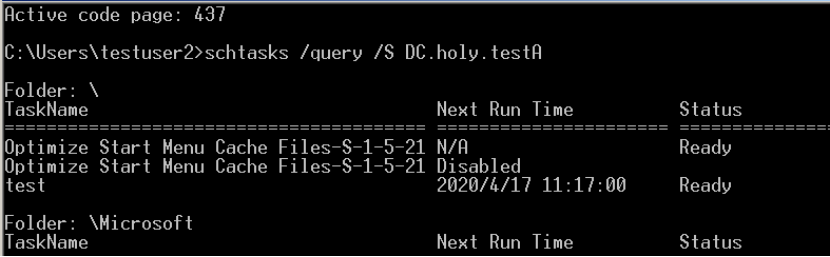 Active code page: 437
C:\Users\testuser2>schtasks /query /S DC.holy.testA
Folder: \
TaskName                                 Next Run Time          Status
======================================== ====================== ===============
Optimize Start Menu Cache Files-S-1-5-21 N/A                    Ready
Optimize Start Menu Cache Files-S-1-5-21 Disabled
test                                     2020/4/17 11:17:00     Ready
Folder: \Microsoft
TaskName                                 Next Run Time          Status